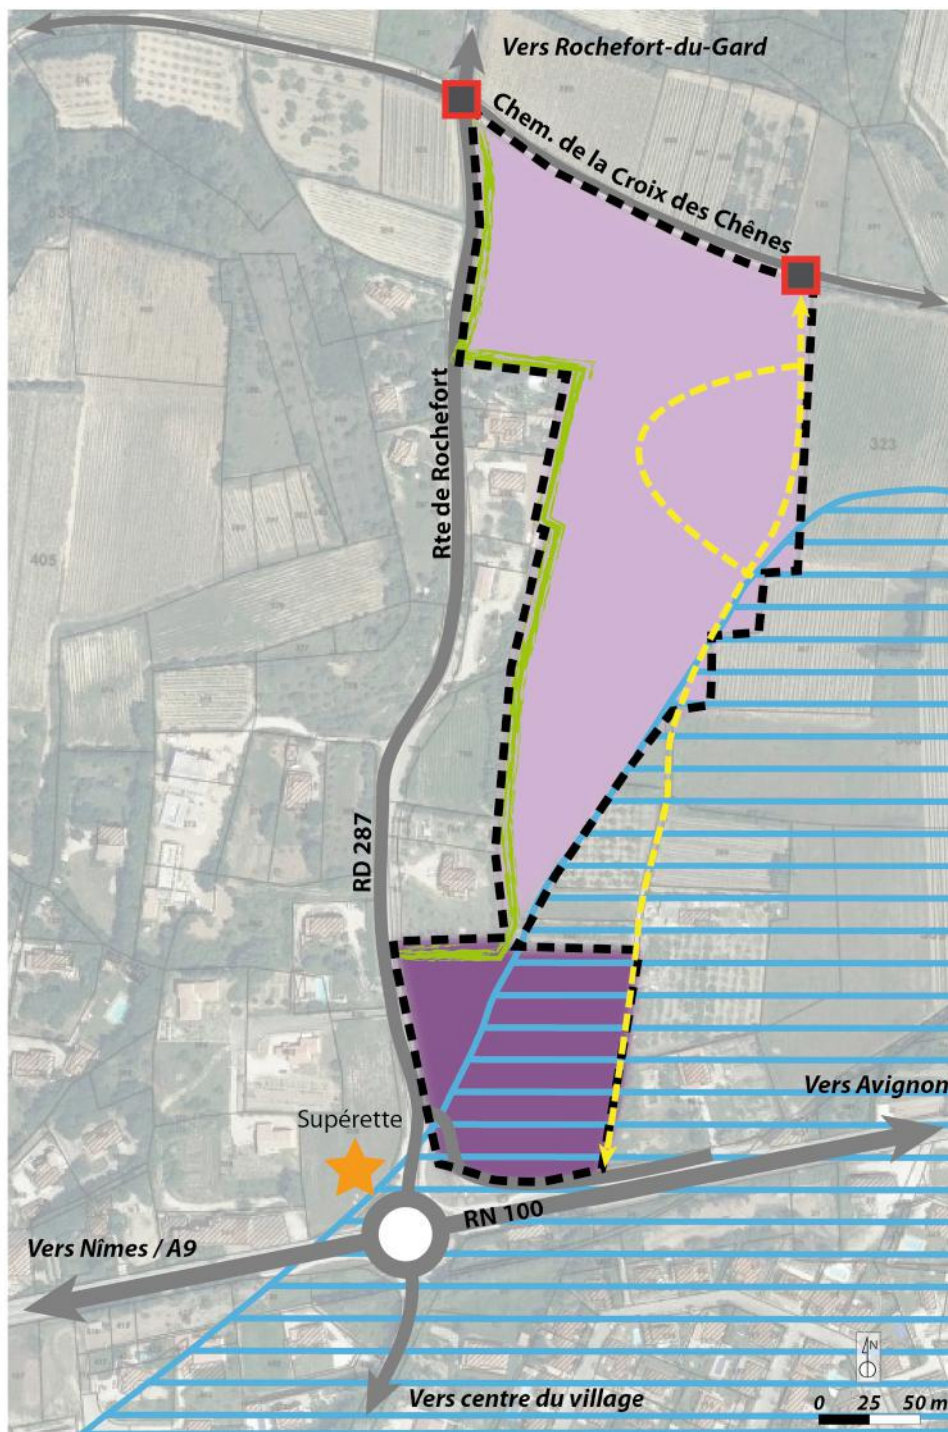 Vers Rochefort-du-Gard
Chem. de la Croix des Chênes
Rte de Rochefort
323
405
RD 287
Vers Avignon
Supérette
RN 100
Vers Nîmes / A9
N
Vers centre du village
0 25 50 m